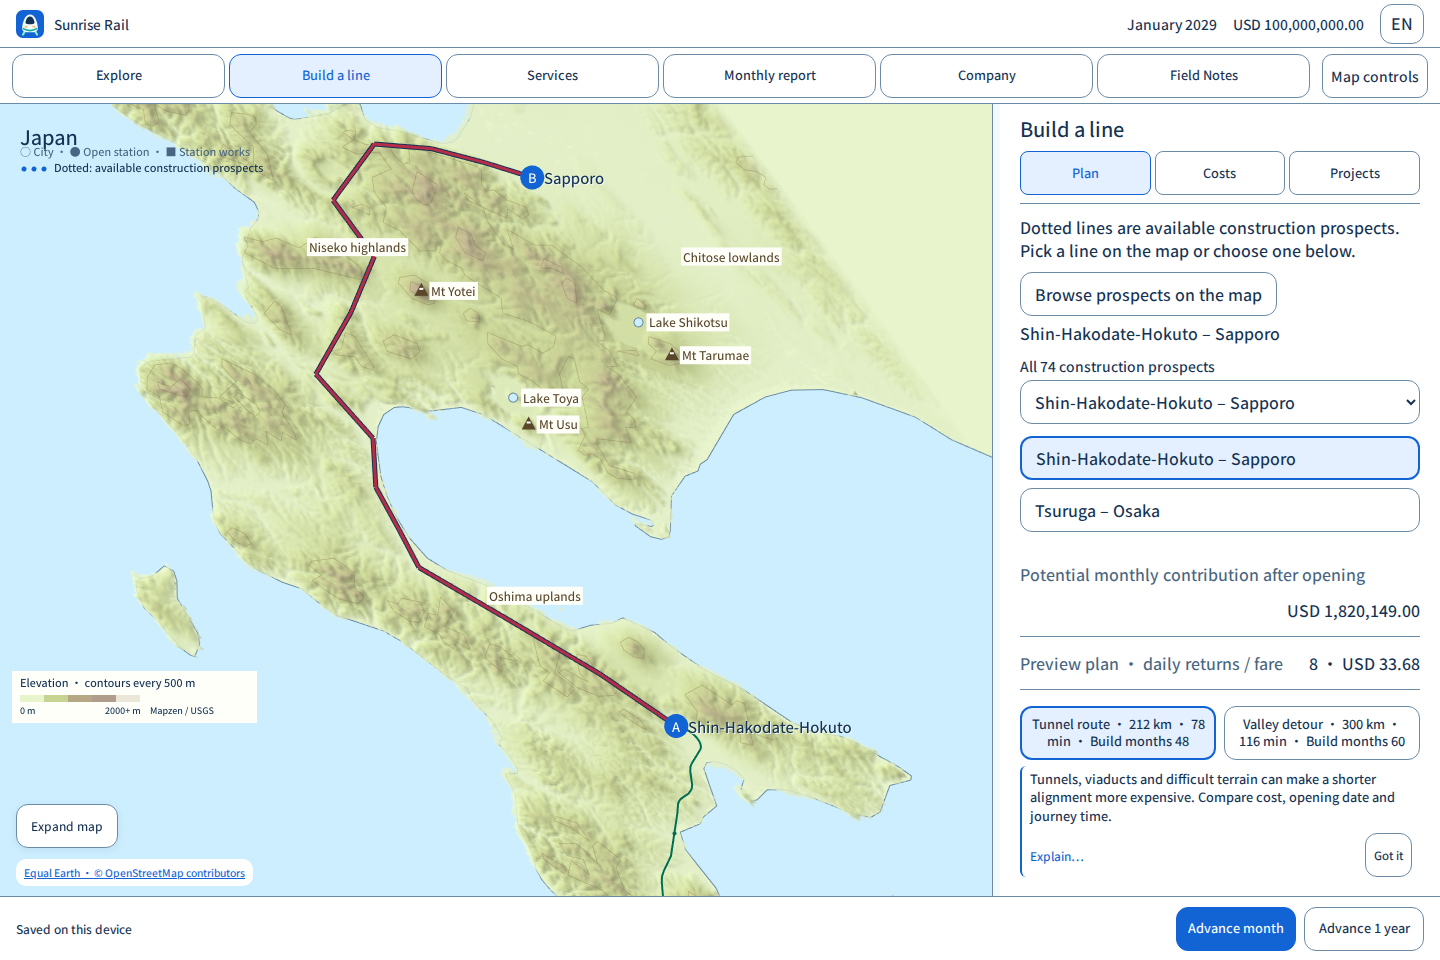 Sunrise Rail
January 2029
USD 100,000,000.00
EN
Explore
Build a line
Services
Monthly report
Company
Field Notes
Map controls
Japan
City • Open station • Station works
Dotted: available construction prospects
Sapporo
B
Niseko highlands
Chitose lowlands
Mt Yotei
Lake Shikotsu
Mt Tarumae
Lake Toya
Mt Usu
Oshima uplands
A
Shin-Hakodate-Hokuto
Elevation • contours every 500 m
0 m
2000+ m
Mapzen / USGS
Expand map
Equal Earth • © OpenStreetMap contributors
Build a line
Plan
Costs
Projects
Dotted lines are available construction prospects.
Pick a line on the map or choose one below.
Browse prospects on the map
Shin-Hakodate-Hokuto – Sapporo
All 74 construction prospects
Shin-Hakodate-Hokuto – Sapporo
Shin-Hakodate-Hokuto – Sapporo
Tsuruga – Osaka
Potential monthly contribution after opening
USD 1,820,149.00
Preview plan • daily returns / fare
8 • USD 33.68
Tunnel route • 212 km • 78
min • Build months 48
Valley detour • 300 km •
116 min • Build months 60
Tunnels, viaducts and difficult terrain can make a shorter
alignment more expensive. Compare cost, opening date and
journey time.
Explain…
Got it
Saved on this device
Advance month
Advance 1 year